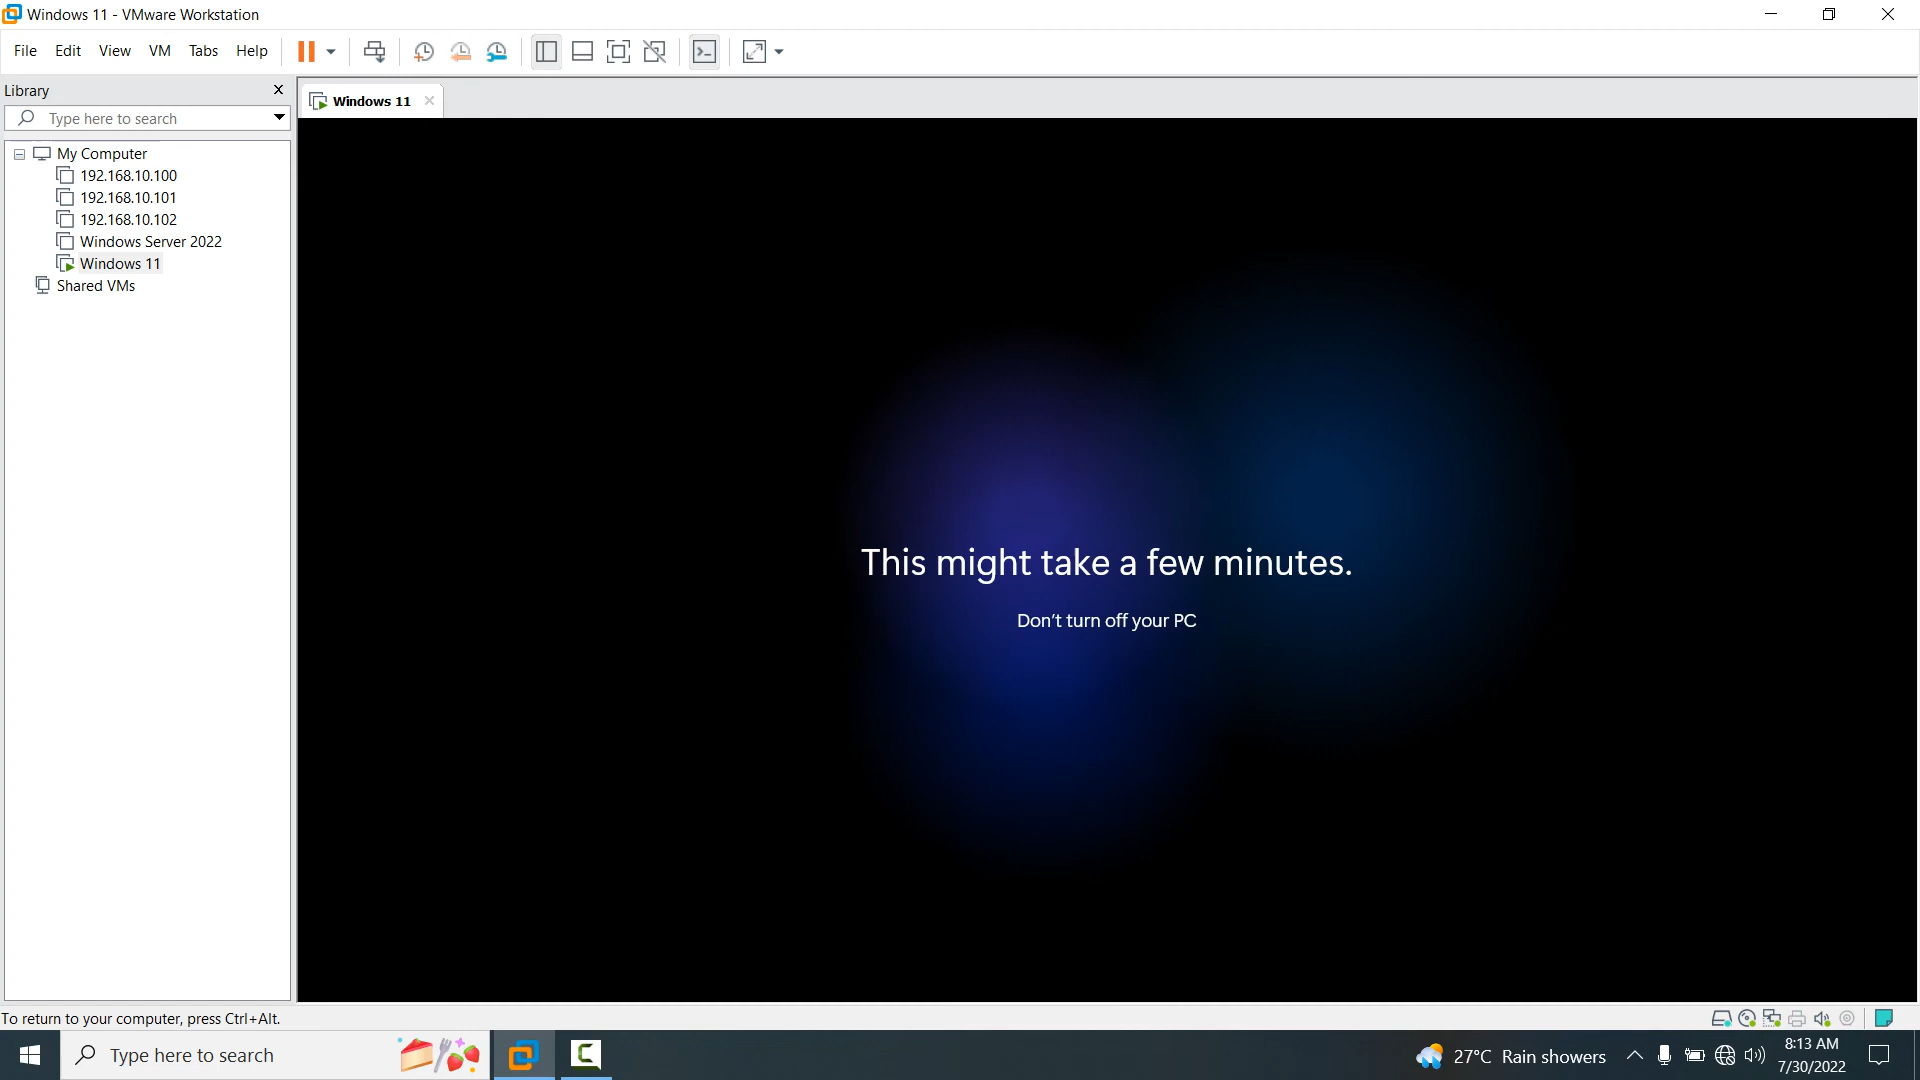 Windows 11 - VMware Workstation
File Edit View VM Tabs Help
Library
Type here to search
My Computer
192.168.10.100
192.168.10.101
192.168.10.102
Windows Server 2022
Windows 11
Shared VMs
Windows 11
This might take a few minutes.
Don't turn off your PC
To return to your computer, press Ctrl+Alt.
Type here to search
27°C Rain showers
8:13 AM
7/30/2022